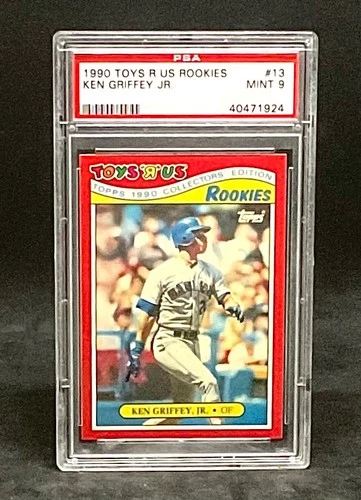 PSA
1990 TOYS R US ROOKIES #13
KEN GRIFFEY JR. MINT 9
40471924
TOYS "R" US
TOPPS 1990 COLLECTORS' EDITION
ROOKIES
Topps
KEN GRIFFEY, JR. • OF